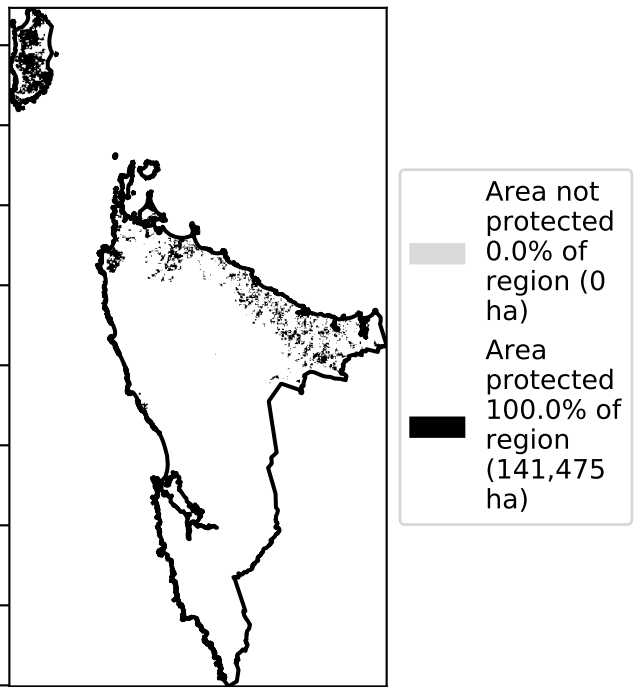 Area not
protected
0.0% of
region (0
ha)
Area
protected
100.0% of
region
(141,475
ha)